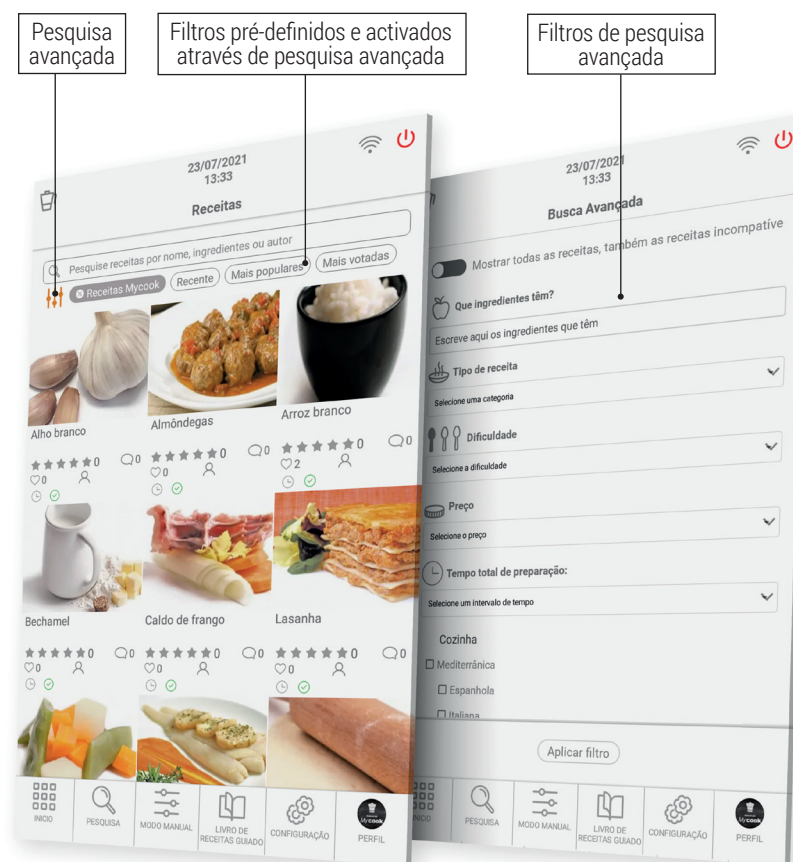 Pesquisa
avançada
Filtros pré-definidos e activados
através de pesquisa avançada
Filtros de pesquisa
avançada
23/07/2021
13:33
Receitas
Pesquise receitas por nome, ingredientes ou autor
Receitas Mycook
Recente
Mais populares
Mais votadas
Alho branco
Almôndegas
Arroz branco
0
0
0
0
0
0
0
0
2
Bechamel
Caldo de frango
Lasanha
0
0
0
0
0
0
0
0
0
INICIO
PESQUISA
MODO MANUAL
LIVRO DE
RECEITAS GUIADO
CONFIGURAÇÃO
Mycook
PERFIL
23/07/2021
13:33
Busca Avançada
Mostrar todas as receitas, também as receitas incompatíve
Que ingredientes têm?
Escreve aqui os ingredientes que têm
Tipo de receita
Selecione uma categoria
Dificuldade
Selecione a dificuldade
Preço
Selecione o preço
Tempo total de preparação:
Selecione um intervalo de tempo
Cozinha
Mediterrânica
Espanhola
Italiana
Aplicar filtro
INICIO
PESQUISA
MODO MANUAL
LIVRO DE
RECEITAS GUIADO
CONFIGURAÇÃO
Mycook
PERFIL